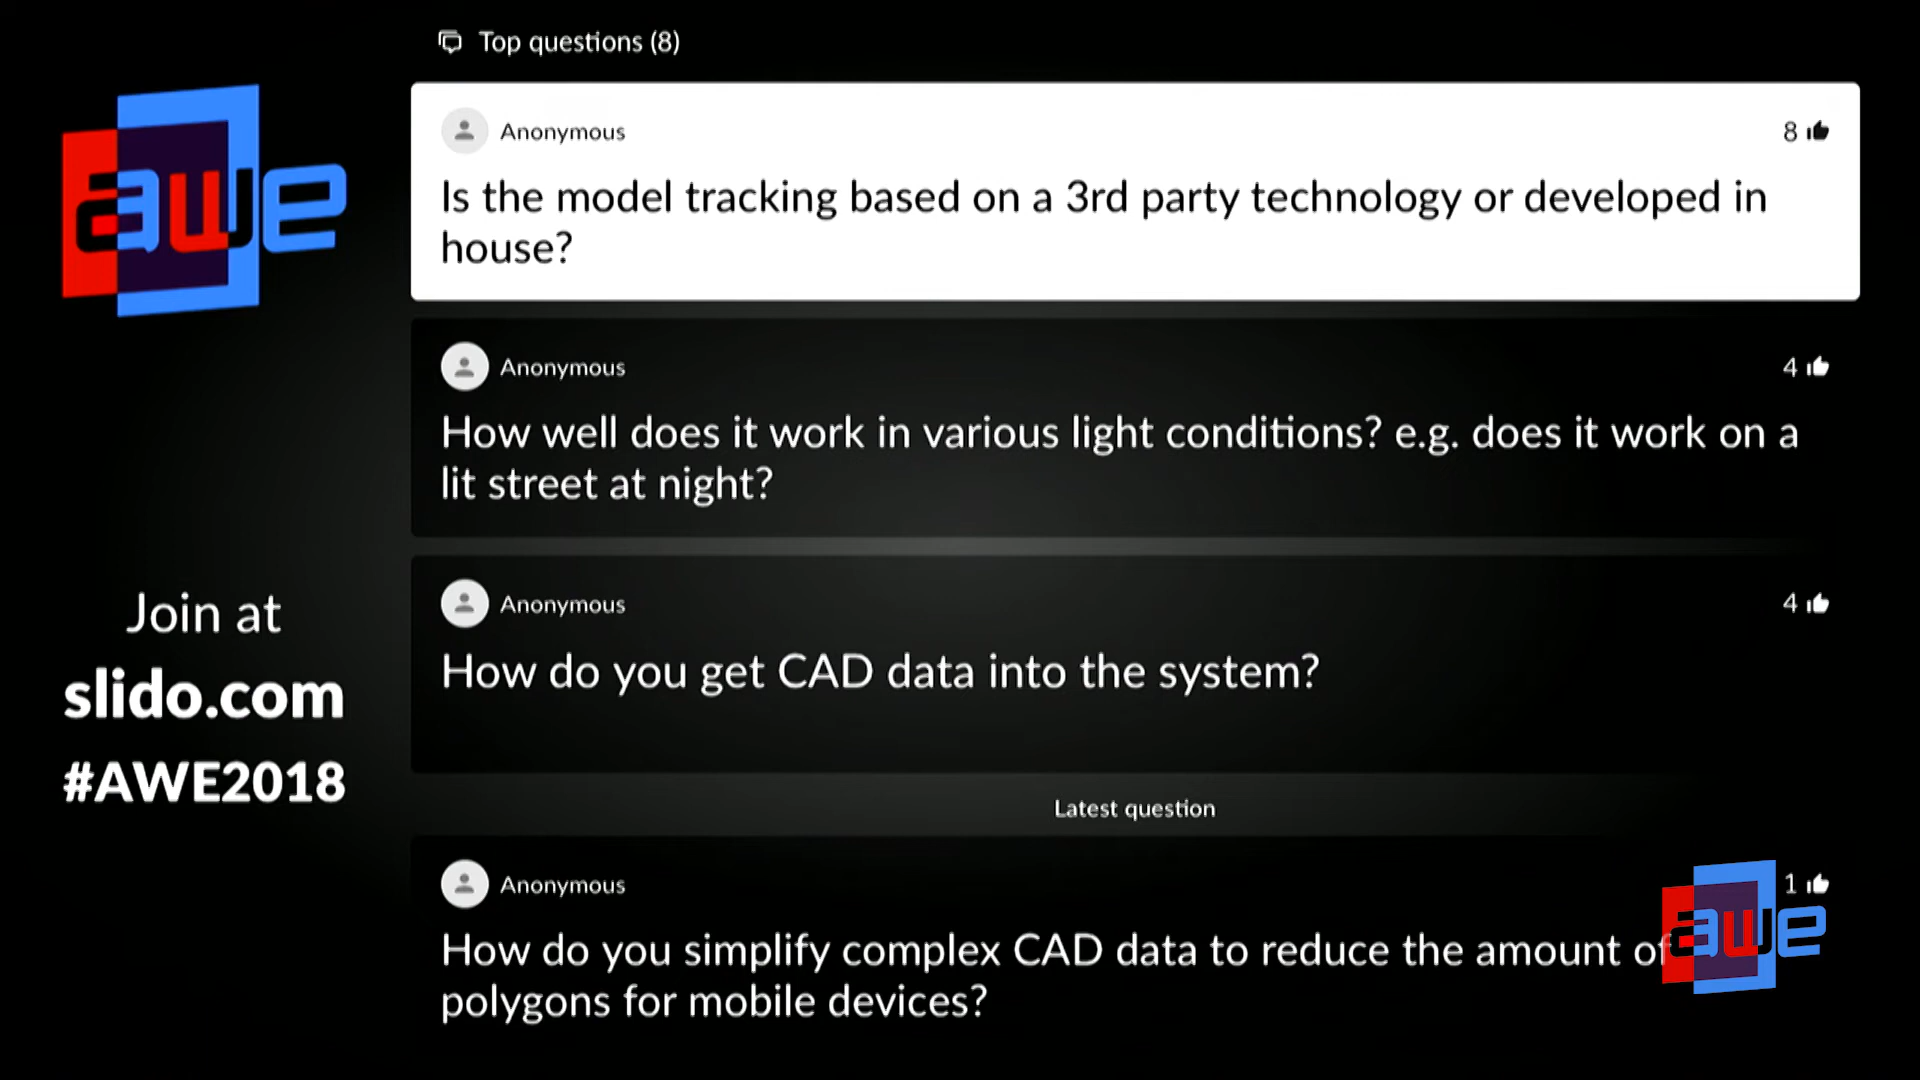 Top questions (8)
awe
Anonymous
8
Is the model tracking based on a 3rd party technology or developed in
house?
Anonymous
4
How well does it work in various light conditions? e.g. does it work on a
lit street at night?
Anonymous
4
How do you get CAD data into the system?
Join at
slido.com
#AWE2018
Latest question
Anonymous
1
How do you simplify complex CAD data to reduce the amount of
polygons for mobile devices?
awe